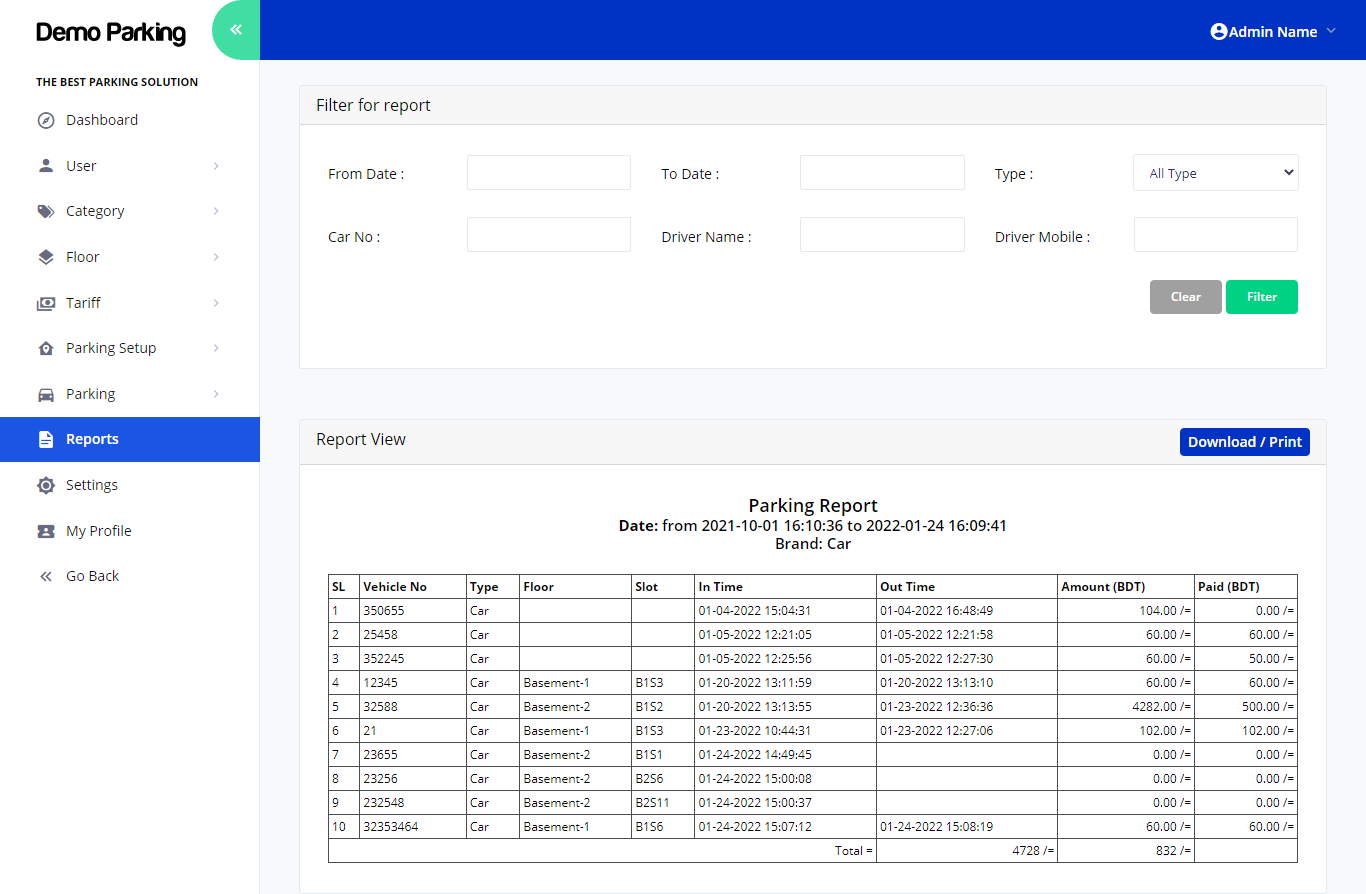 Demo Parking
THE BEST PARKING SOLUTION
Dashboard
User
Category
Floor
Tariff
Parking Setup
Parking
Reports
Settings
My Profile
Go Back
Admin Name
Filter for report
From Date : To Date : Type : All Type
Car No : Driver Name : Driver Mobile :
Clear Filter
Report View Download / Print
Parking Report
Date: from 2021-10-01 16:10:36 to 2022-01-24 16:09:41
Brand: Car
SL Vehicle No Type Floor Slot In Time Out Time Amount (BDT) Paid (BDT)
1 350655 Car 01-04-2022 15:04:31 01-04-2022 16:48:49 104.00 /= 0.00 /=
2 25458 Car 01-05-2022 12:21:05 01-05-2022 12:21:58 60.00 /= 60.00 /=
3 352245 Car 01-05-2022 12:25:56 01-05-2022 12:27:30 60.00 /= 50.00 /=
4 12345 Car Basement-1 B1S3 01-20-2022 13:11:59 01-20-2022 13:13:10 60.00 /= 60.00 /=
5 32588 Car Basement-2 B1S2 01-20-2022 13:13:55 01-23-2022 12:36:36 4282.00 /= 500.00 /=
6 21 Car Basement-1 B1S3 01-23-2022 10:44:31 01-23-2022 12:27:06 102.00 /= 102.00 /=
7 23655 Car Basement-2 B1S1 01-24-2022 14:49:45 0.00 /= 0.00 /=
8 23256 Car Basement-2 B2S6 01-24-2022 15:00:08 0.00 /= 0.00 /=
9 232548 Car Basement-2 B2S11 01-24-2022 15:00:37 0.00 /= 0.00 /=
10 32353464 Car Basement-1 B1S6 01-24-2022 15:07:12 01-24-2022 15:08:19 60.00 /= 60.00 /=
Total = 4728 /= 832 /=